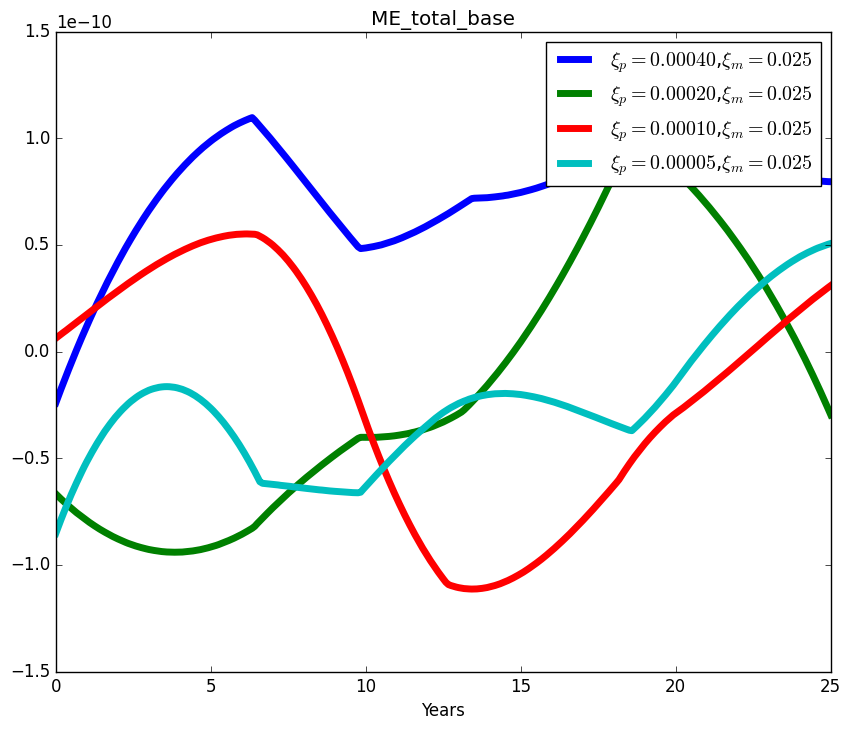 ME_total_base
1e−10
1.5
1.0
0.5
0.0
−0.5
−1.0
−1.5
ξₚ = 0.00040,ξₘ = 0.025
ξₚ = 0.00020,ξₘ = 0.025
ξₚ = 0.00010,ξₘ = 0.025
ξₚ = 0.00005,ξₘ = 0.025
0 5 10 15 20 25
Years